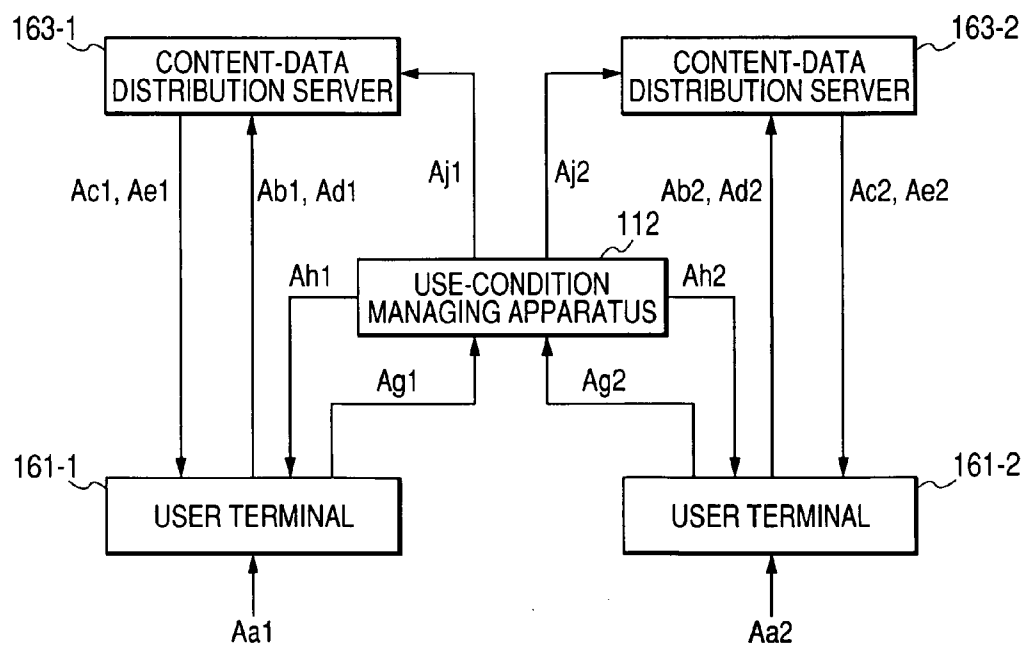 163-1
CONTENT-DATA
DISTRIBUTION SERVER
163-2
CONTENT-DATA
DISTRIBUTION SERVER
Ac1, Ae1
Ab1, Ad1
Aj1
Aj2
Ab2, Ad2
Ac2, Ae2
112
USE-CONDITION
MANAGING APPARATUS
Ah1
Ah2
Ag1
Ag2
161-1
USER TERMINAL
161-2
USER TERMINAL
Aa1
Aa2